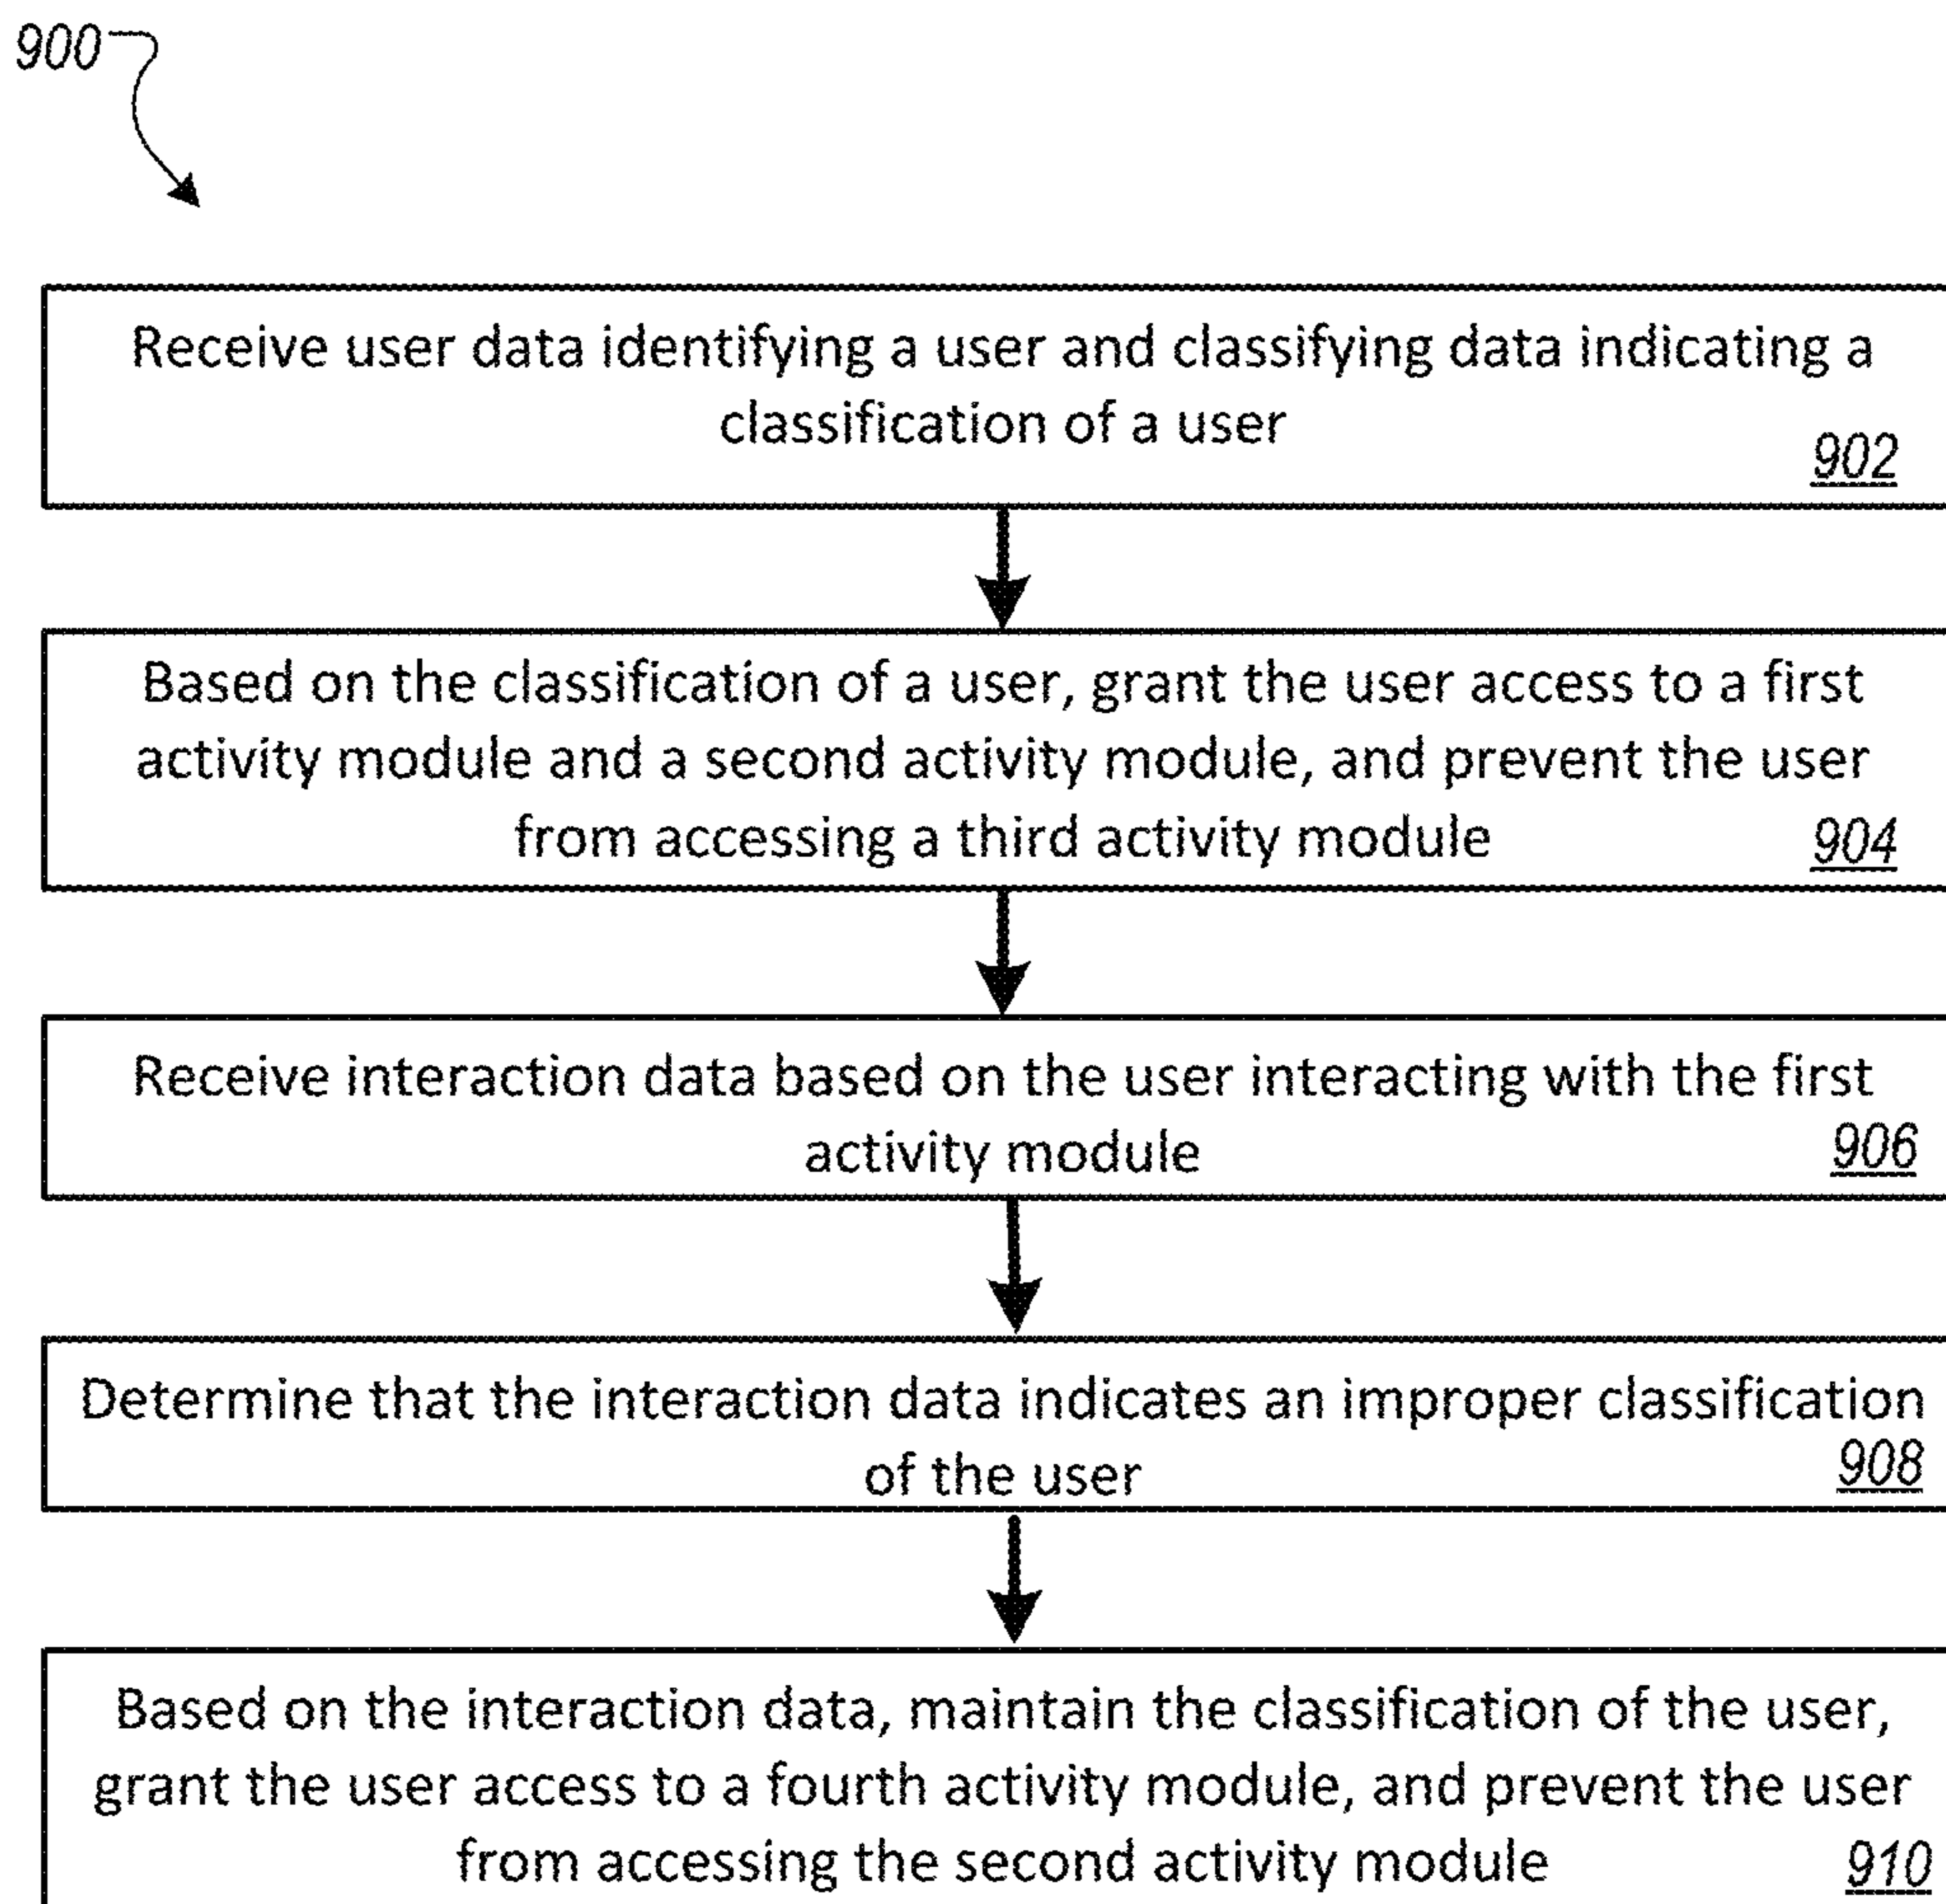 900
Receive user data identifying a user and classifying data indicating a
classification of a user
902
Based on the classification of a user, grant the user access to a first
activity module and a second activity module, and prevent the user
from accessing a third activity module
904
Receive interaction data based on the user interacting with the first
activity module
906
Determine that the interaction data indicates an improper classification
of the user
908
Based on the interaction data, maintain the classification of the user,
grant the user access to a fourth activity module, and prevent the user
from accessing the second activity module
910